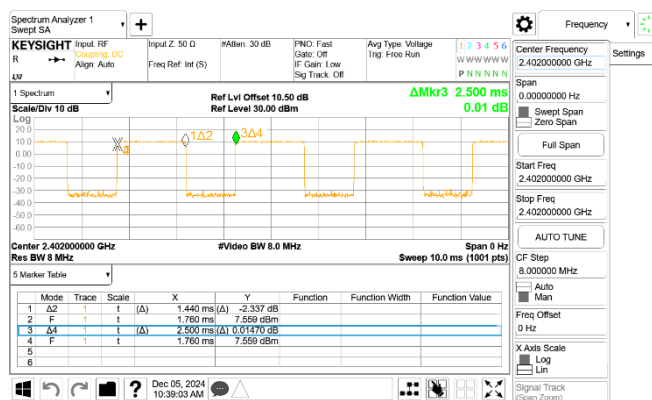 Spectrum Analyzer 1
Swept SA
Frequency
KEYSIGHT
R
LXI
Input: RF
Coupling: DC
Align: Auto
Input Z: 50 Ω
Freq Ref: Int (S)
#Atten: 30 dB
PNO: Fast
Gate: Off
IF Gain: Low
Sig Track: Off
Avg Type: Voltage
Trig: Free Run
1 2 3 4 5 6
W W W W W W
P N N N N N
1 Spectrum
Scale/Div 10 dB
Ref Lvl Offset 10.50 dB
Ref Level 30.00 dBm
ΔMkr3 2.500 ms
0.01 dB
Log
20.0
10.0
0.00
-10.0
-20.0
-30.0
-40.0
-50.0
-60.0
1Δ2
3Δ4
Center 2.402000000 GHz
#Video BW 8.0 MHz
Span 0 Hz
Res BW 8 MHz
Sweep 10.0 ms (1001 pts)
5 Marker Table
Mode Trace Scale X Y Function Function Width Function Value
1 Δ2 1 t (Δ) 1.440 ms (Δ) -2.337 dB
2 F 1 t 1.760 ms 7.559 dBm
3 Δ4 1 t (Δ) 2.500 ms (Δ) 0.01470 dB
4 F 1 t 1.760 ms 7.559 dBm
5
6
Dec 05, 2024
10:39:03 AM
Center Frequency
2.402000000 GHz
Settings
Span
0.00000000 Hz
Swept Span
Zero Span
Full Span
Start Freq
2.402000000 GHz
Stop Freq
2.402000000 GHz
AUTO TUNE
CF Step
8.000000 MHz
Auto
Man
Freq Offset
0 Hz
X Axis Scale
Log
Lin
Signal Track
(Span Zoom)